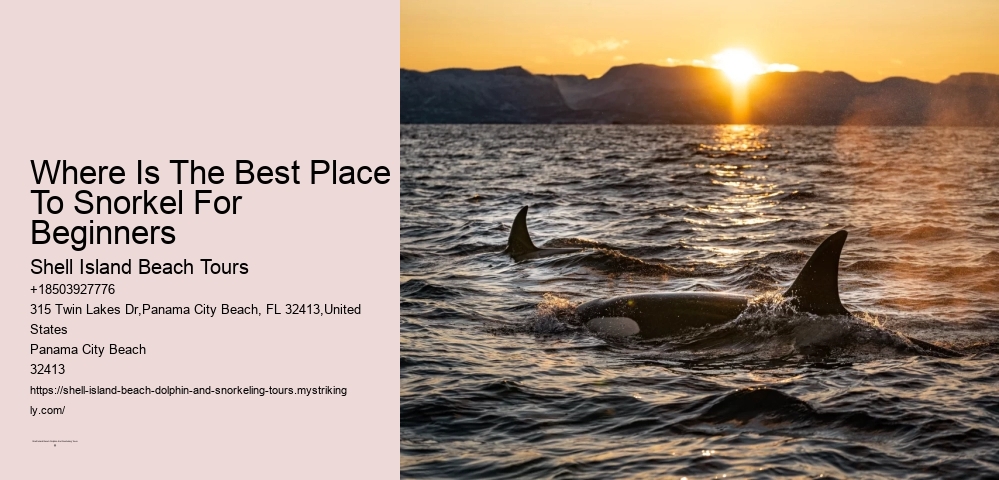 Where Is The Best Place
To Snorkel For
Beginners
Shell Island Beach Tours
+18503927776
315 Twin Lakes Dr,Panama City Beach, FL 32413,United
States
Panama City Beach
32413
https://shell-island-beach-dolphin-and-snorkeling-tours.mystriking
ly.com/